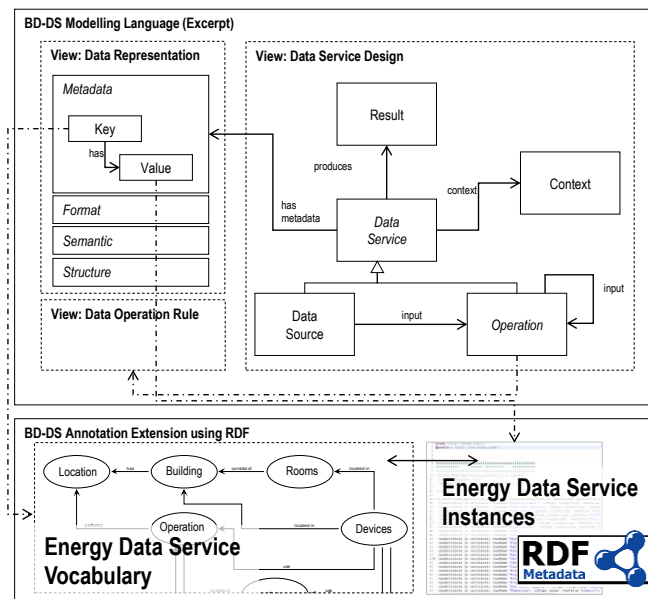 BD-DS Modelling Language (Excerpt)
View: Data Representation
View: Data Service Design
Metadata
Key
has
Value
Format
Semantic
Structure
View: Data Operation Rule
Result
produces
has
metadata
Data
Service
context
Context
Data
Source
input
Operation
input
BD-DS Annotation Extension using RDF
Location
has
Building
consists of
Rooms
located in
Operation
located in
Devices
use
Energy Data Service
Vocabulary
Energy Data Service
Instances
RDF
Metadata